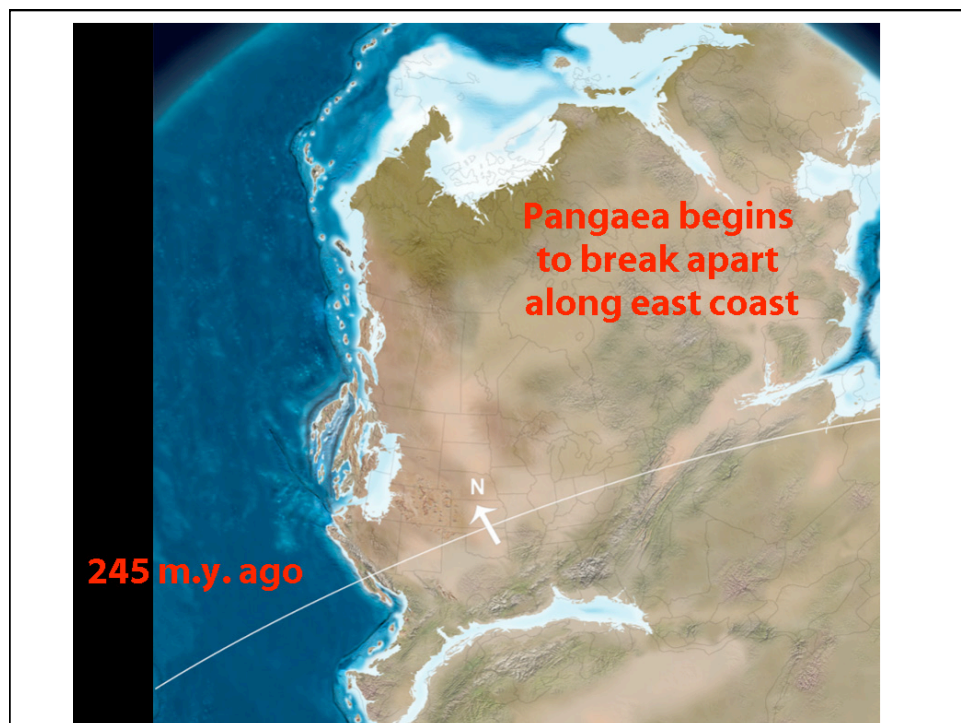 Pangaea begins
to break apart
along east coast
N
245 m.y. ago